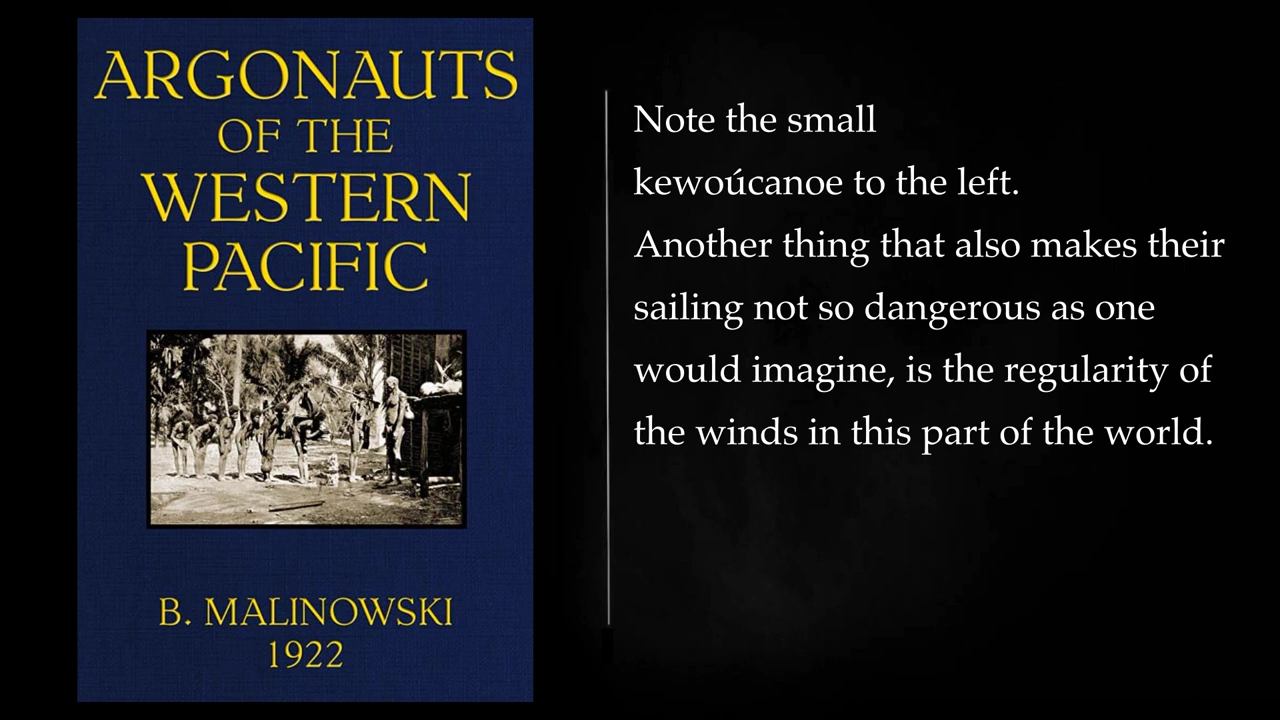 ARGONAUTS
OF THE
WESTERN
PACIFIC
B. MALINOWSKI
1922
Note the small
kewoúcanoe to the left.
Another thing that also makes their
sailing not so dangerous as one
would imagine, is the regularity of
the winds in this part of the world.